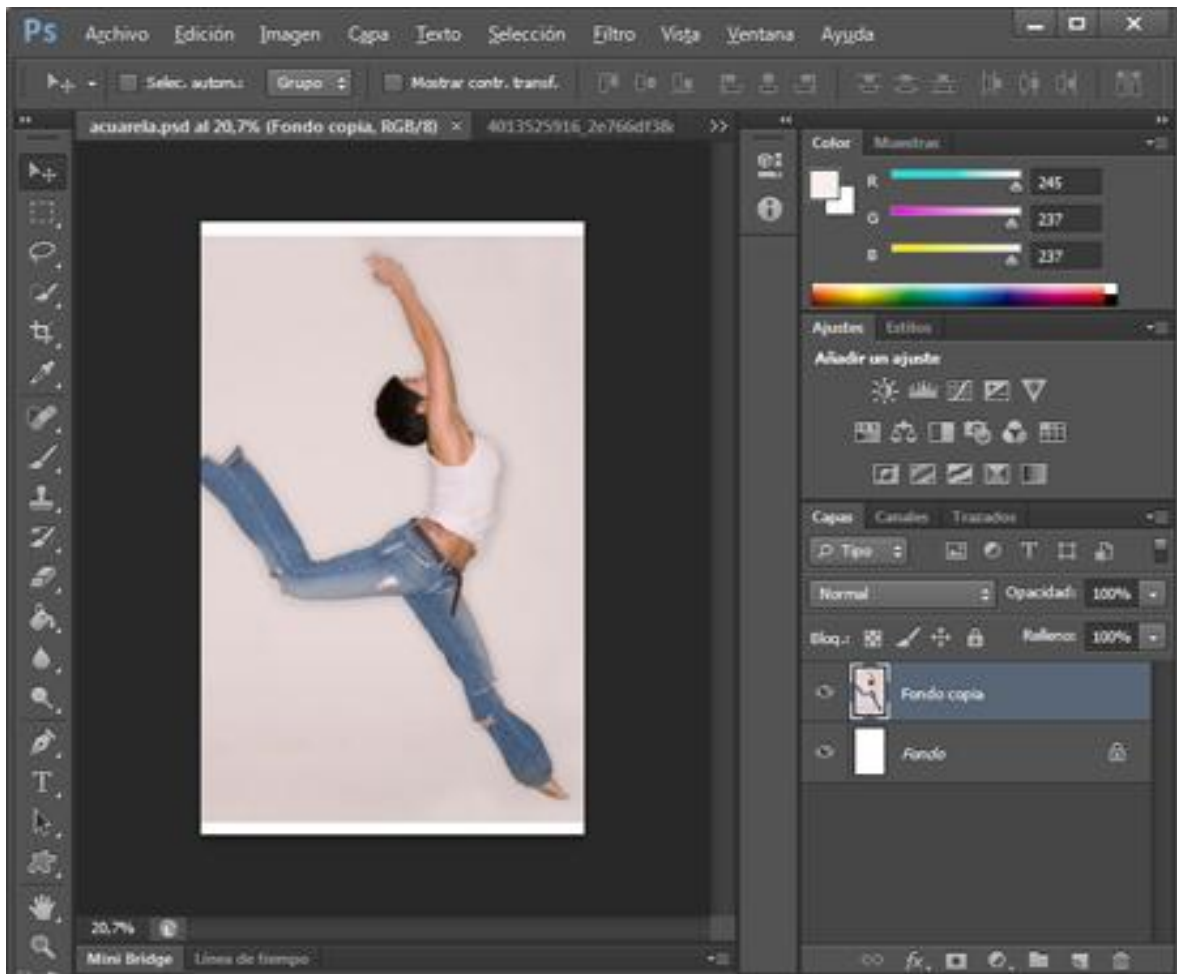 Ps Archivo Edición Imagen Capa Texto Selección Filtro Vista Ventana Ayuda
Selec. autom.: Grupo Mostrar contr. transf.
acuarela.psd al 20,7% (Fondo copia, RGB/8) × 4013525916_2e766df38 >>
Color Muestras
R 245
G 237
B 237
Ajustes Estilos
Añadir un ajuste
Capas Canales Trazados
Tipo
Normal Opacidad: 100%
Bloq.: Relleno: 100%
Fondo copia
Fondo
20,7%
Mini Bridge Línea de tiempo
fx